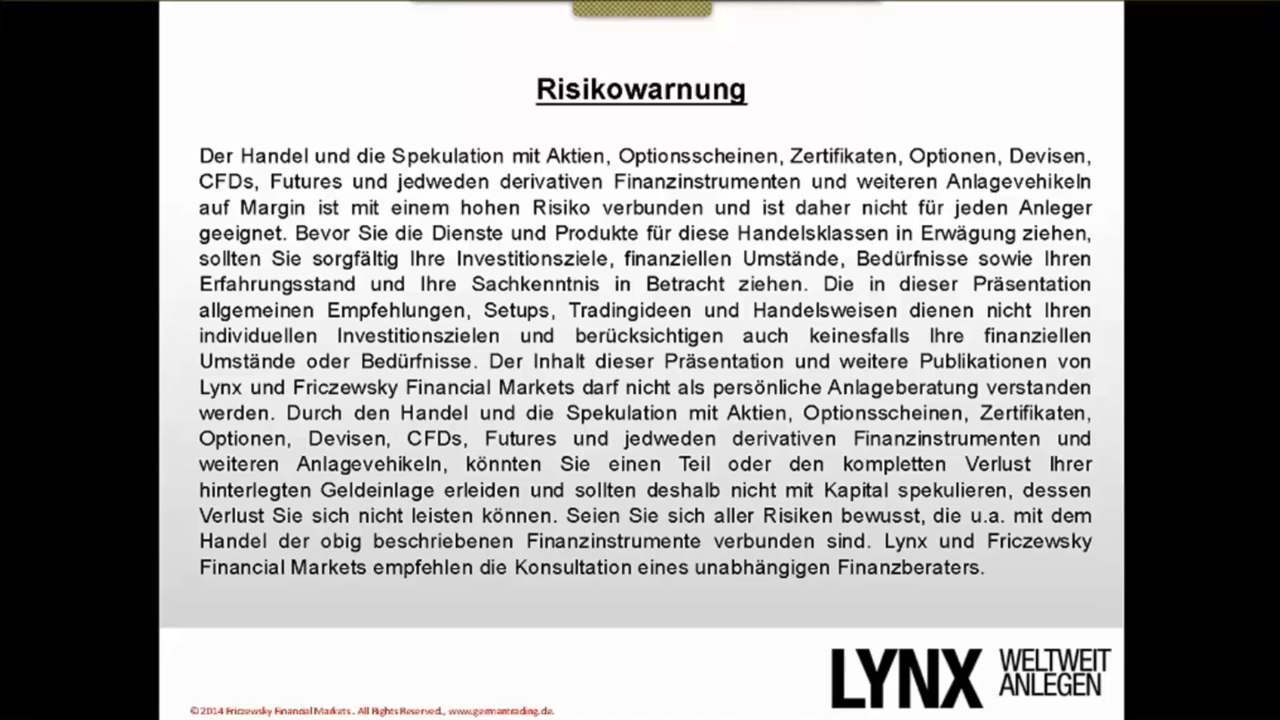 Risikowarnung
Der Handel und die Spekulation mit Aktien, Optionsscheinen, Zertifikaten, Optionen, Devisen,
CFDs, Futures und jedweden derivativen Finanzinstrumenten und weiteren Anlagevehikeln
auf Margin ist mit einem hohen Risiko verbunden und ist daher nicht für jeden Anleger
geeignet. Bevor Sie die Dienste und Produkte für diese Handelsklassen in Erwägung ziehen,
sollten Sie sorgfältig Ihre Investitionsziele, finanziellen Umstände, Bedürfnisse sowie Ihren
Erfahrungsstand und Ihre Sachkenntnis in Betracht ziehen. Die in dieser Präsentation
allgemeinen Empfehlungen, Setups, Tradingideen und Handelsweisen dienen nicht Ihren
individuellen Investitionszielen und berücksichtigen auch keinesfalls Ihre finanziellen
Umstände oder Bedürfnisse. Der Inhalt dieser Präsentation und weitere Publikationen von
Lynx und Friczewsky Financial Markets darf nicht als persönliche Anlageberatung verstanden
werden. Durch den Handel und die Spekulation mit Aktien, Optionsscheinen, Zertifikaten,
Optionen, Devisen, CFDs, Futures und jedweden derivativen Finanzinstrumenten und
weiteren Anlagevehikeln, könnten Sie einen Teil oder den kompletten Verlust Ihrer
hinterlegten Geldeinlage erleiden und sollten deshalb nicht mit Kapital spekulieren, dessen
Verlust Sie sich nicht leisten können. Seien Sie sich aller Risiken bewusst, die u.a. mit dem
Handel der obig beschriebenen Finanzinstrumente verbunden sind. Lynx und Friczewsky
Financial Markets empfehlen die Konsultation eines unabhängigen Finanzberaters.
LYNX WELTWEIT
ANLEGEN
© 2014 Friczewsky Financial Markets . All Rights Reserved., www.germantrading.de.